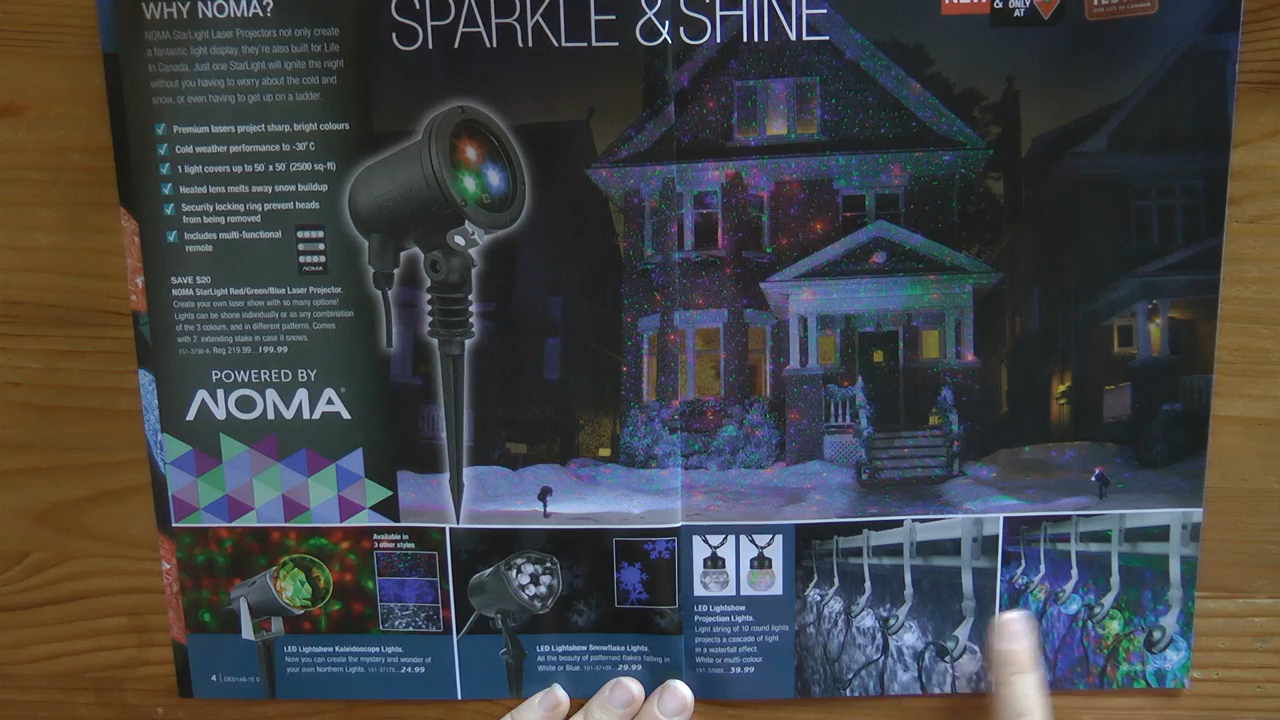 WHY NOMA?
NOMA StarLight Laser Projectors not only create
a fantastic light display, they're also built for Life
In Canada. Just one StarLight will ignite the night
without you having to worry about the cold and
snow, or even having to get up on a ladder.
Premium lasers project sharp, bright colours
Cold weather performance to -30˚C
1 light covers up to 50' x 50' (2500 sq-ft)
Heated lens melts away snow buildup
Security locking ring prevent heads
from being removed
Includes multi-functional
remote
NOMA
SAVE $20
NOMA StarLight Red/Green/Blue Laser Projector.
Create your own laser show with so many options!
Lights can be shone individually or as any combination
of the 3 colours, and in different patterns. Comes
with 2' extending stake in case it snows.
151-3750-6. Reg 219.99... 199.99
POWERED BY
NOMA®
SPARKLE & SHINE
NEW
& ONLY
AT
FOR LIFE IN CANADA
Available in
3 other styles
LED Lightshow Kaleidoscope Lights.
Now you can create the mystery and wonder of
your own Northern Lights. 151-3717X...24.99
4 |
LED Lightshow Snowflake Lights.
All the beauty of patterned flakes falling in
White or Blue. 29.99
LED Lightshow
Projection Lights.
Light string of 10 round lights
projects a cascade of light
in a waterfall effect.
White or multi-colour.
39.99